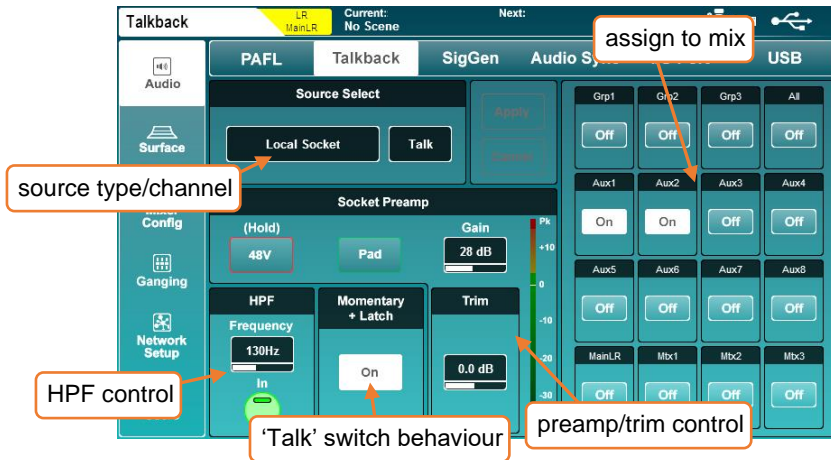 Talkback
LR
MainLR
Current:
No Scene
Next:
assign to mix
Audio
PAFL
Talkback
SigGen
Audio
USB
Source Select
Apply
Local Socket
Talk
Surface
source type/channel
Grp1
Grp2
Grp3
All
Off
Off
Off
Off
Config
Socket Preamp
(Hold)
48V
Pad
Gain
28 dB
Pk
+10
0
-10
-20
-30
Aux1
Aux2
Aux3
Aux4
On
On
Off
Off
Ganging
HPF
Frequency
130Hz
In
Momentary
+ Latch
On
Trim
0.0 dB
Aux5
Aux6
Aux7
Aux8
Off
Off
Off
Off
Network
Setup
MainLR
Mtx1
Mtx2
Mtx3
Off
Off
Off
Off
HPF control
'Talk' switch behaviour
preamp/trim control